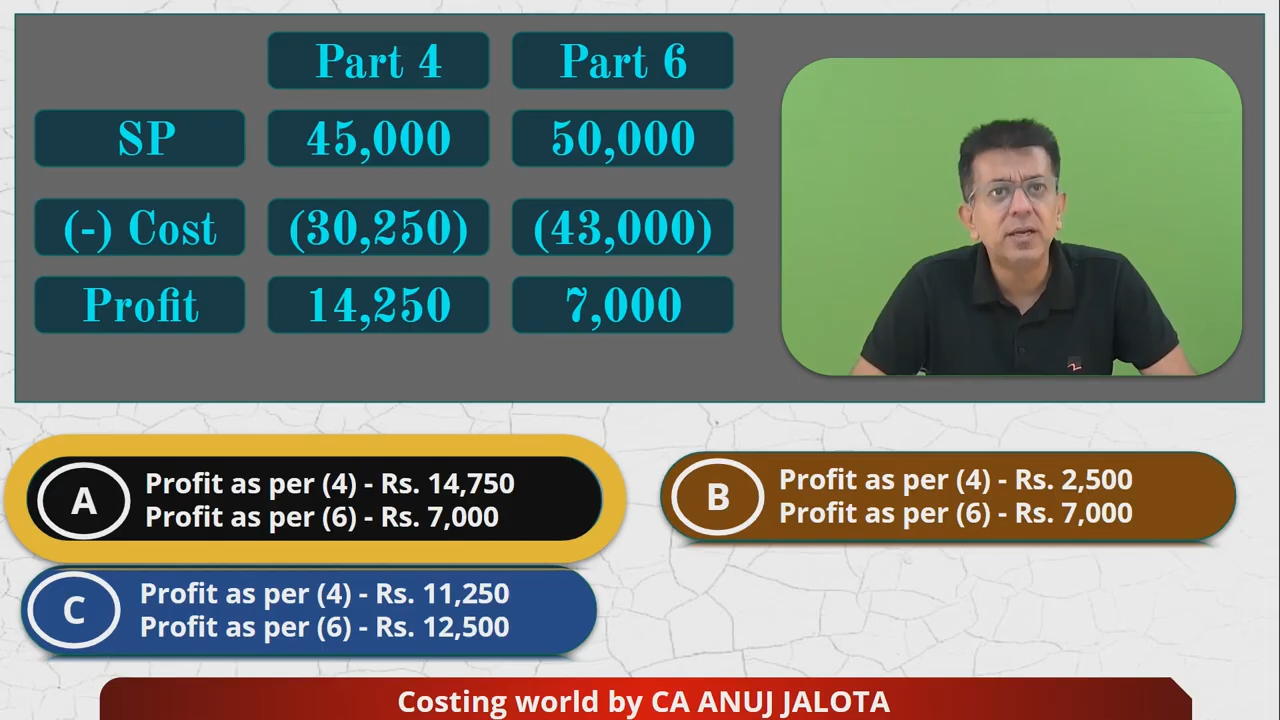 Part 4 Part 6
SP 45,000 50,000
(-) Cost (30,250) (43,000)
Profit 14,250 7,000
A
Profit as per (4) - Rs. 14,750
Profit as per (6) - Rs. 7,000
B
Profit as per (4) - Rs. 2,500
Profit as per (6) - Rs. 7,000
C
Profit as per (4) - Rs. 11,250
Profit as per (6) - Rs. 12,500
Costing world by CA ANUJ JALOTA